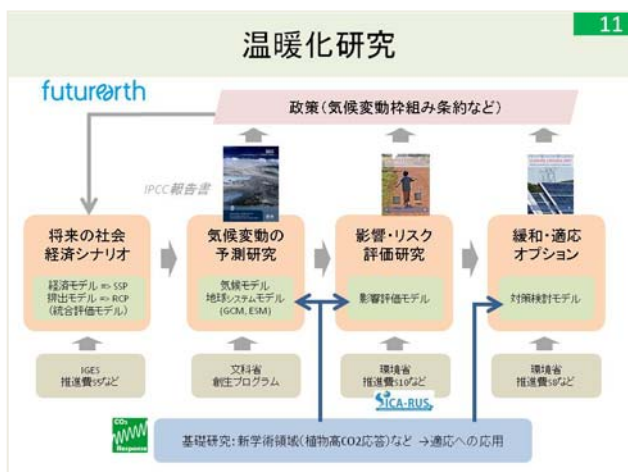 11
温暖化研究
futurearth
政策(気候変動枠組み条約など)
IPCC報告書
将来の社会
経済シナリオ
経済モデル => SSP
排出モデル => RCP
(統合評価モデル)
気候変動の
予測研究
気候モデル
地球システムモデル
(GCM, ESM)
影響・リスク
評価研究
影響評価モデル
緩和・適応
オプション
対策検討モデル
IGES
推進費S5など
文科省
創生プログラム
環境省
推進費S10など
環境省
推進費S8など
SICA-RUS
CO₂
Response
基礎研究:新学術領域(植物高CO2応答)など →適応への応用